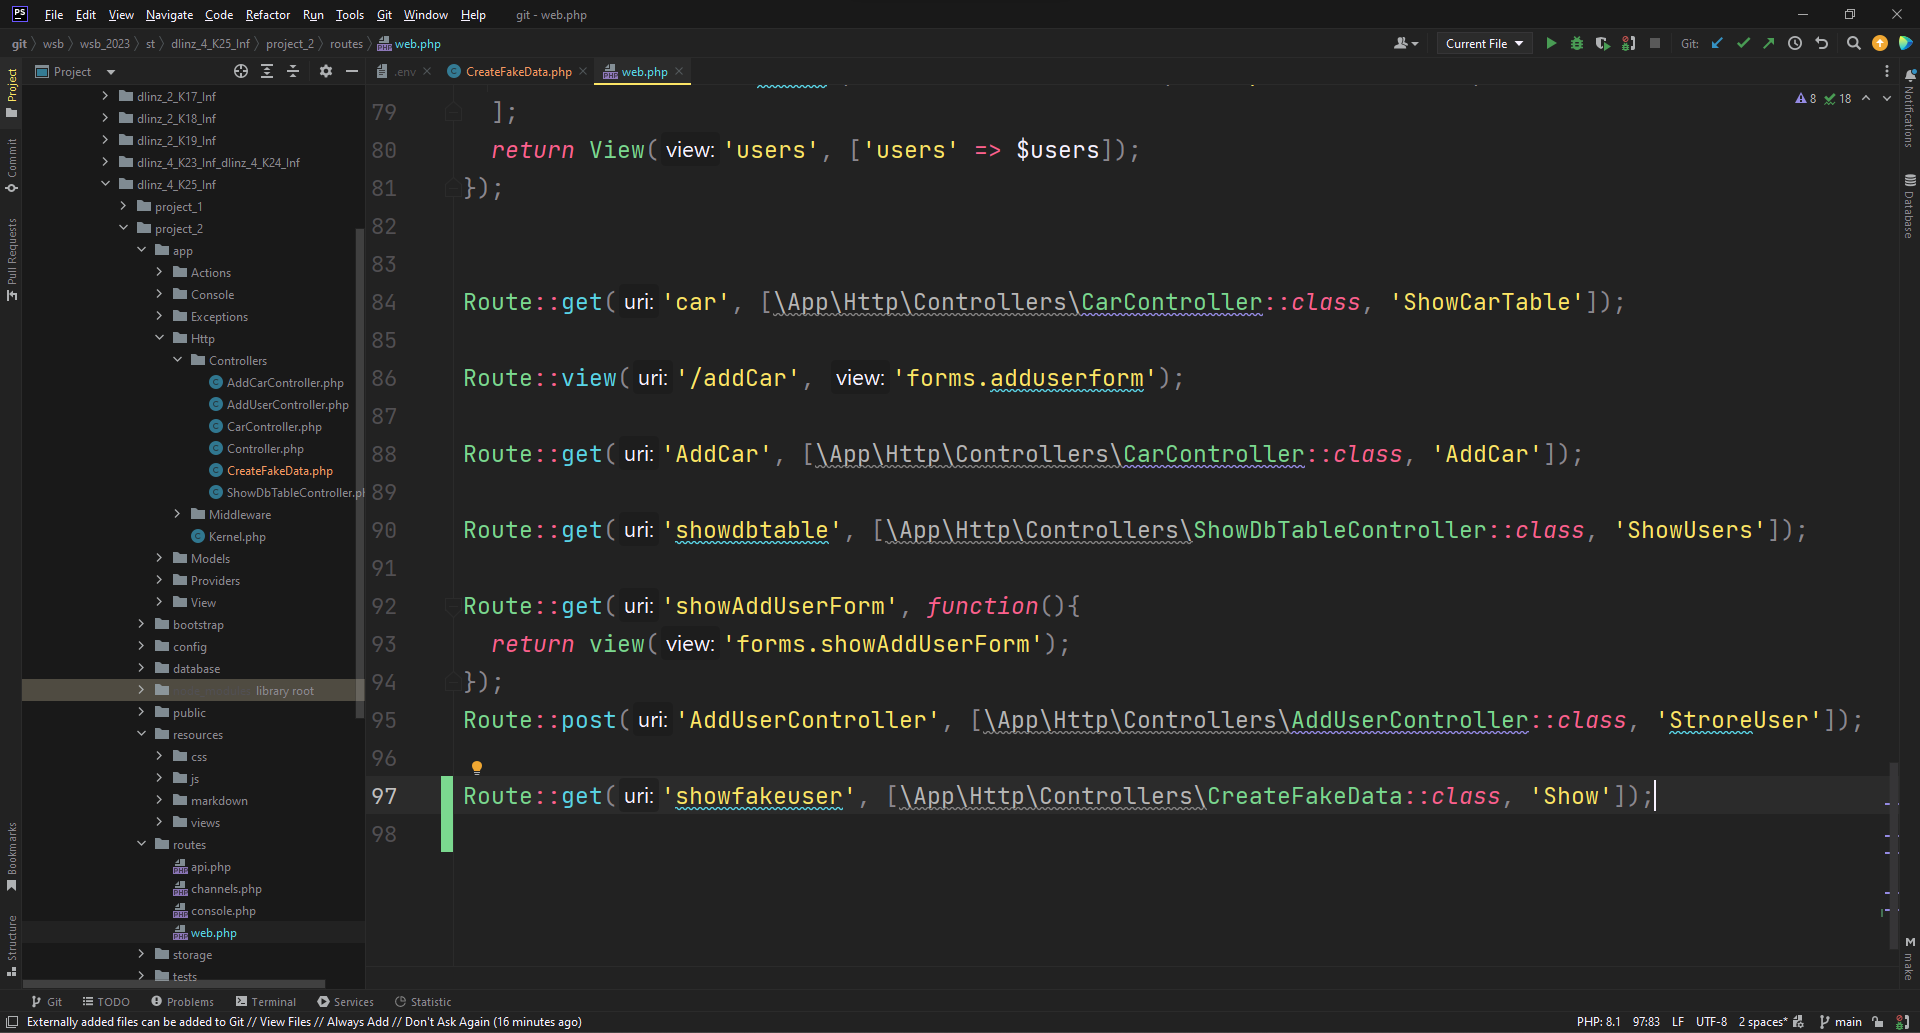 PS File Edit View Navigate Code Refactor Run Tools Git Window Help git - web.php
git wsb wsb_2023 st dlinz_4_K25_Inf project_2 routes web.php Current File Git:
Project .env CreateFakeData.php web.php
Project
Commit
Pull Requests
Bookmarks
Structure
dlinz_2_K17_Inf
dlinz_2_K18_Inf
dlinz_2_K19_Inf
dlinz_4_K23_Inf_dlinz_4_K24_Inf
dlinz_4_K25_Inf
project_1
project_2
app
Actions
Console
Exceptions
Http
Controllers
AddCarController.php
AddUserController.php
CarController.php
Controller.php
CreateFakeData.php
ShowDbTableController.ph
Middleware
Kernel.php
Models
Providers
View
bootstrap
config
database
library root
public
resources
css
js
markdown
views
routes
api.php
channels.php
console.php
web.php
storage
tests
8 18
79 ];
80 return View( view: 'users', ['users' => $users]);
81 });
82
83
84 Route::get( uri: 'car', [\App\Http\Controllers\CarController::class, 'ShowCarTable']);
85
86 Route::view( uri: '/addCar', view: 'forms.adduserform');
87
88 Route::get( uri: 'AddCar', [\App\Http\Controllers\CarController::class, 'AddCar']);
89
90 Route::get( uri: 'showdbtable', [\App\Http\Controllers\ShowDbTableController::class, 'ShowUsers']);
91
92 Route::get( uri: 'showAddUserForm', function(){
93 return view( view: 'forms.showAddUserForm');
94 });
95 Route::post( uri: 'AddUserController', [\App\Http\Controllers\AddUserController::class, 'StroreUser']);
96
97 Route::get( uri: 'showfakeuser', [\App\Http\Controllers\CreateFakeData::class, 'Show']);
98
Notifications
Database
M make
Git TODO Problems Terminal Services Statistic
Externally added files can be added to Git // View Files // Always Add // Don't Ask Again (16 minutes ago) PHP: 8.1 97:83 LF UTF-8 2 spaces* main